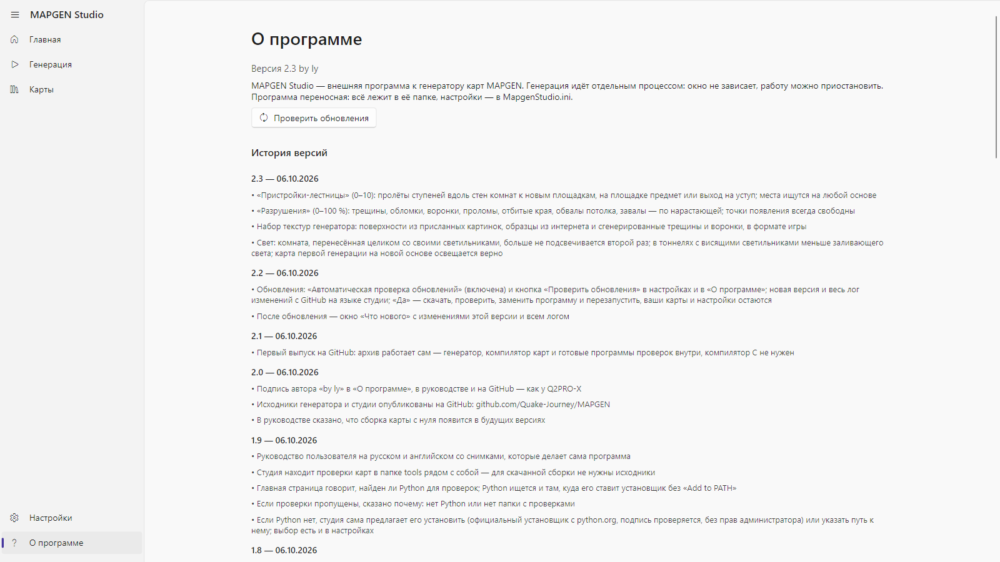 MAPGEN Studio
Главная
Генерация
Карты
Настройки
О программе
О программе
Версия 2.3 by ly
MAPGEN Studio — внешняя программа к генератору карт MAPGEN. Генерация идёт отдельным процессом: окно не зависает, работу можно приостановить.
Программа переносная: всё лежит в её папке, настройки — в MapgenStudio.ini.
Проверить обновления
История версий
2.3 — 06.10.2026
• «Пристройки-лестницы» (0–10): пролёты ступеней вдоль стен комнат к новым площадкам, на площадке предмет или выход на уступ; места ищутся на любой основе
• «Разрушения» (0–100 %): трещины, обломки, воронки, проломы, отбитые края, обвалы потолка, завалы — по нарастающей; точки появления всегда свободны
• Набор текстур генератора: поверхности из присланных картинок, образцы из интернета и сгенерированные трещины и воронки, в формате игры
• Свет: комната, перенесённая целиком со своими светильниками, больше не подсвечивается второй раз; в тоннелях с висящими светильниками меньше заливающего
света; карта первой генерации на новой основе освещается верно
2.2 — 06.10.2026
• Обновления: «Автоматическая проверка обновлений» (включена) и кнопка «Проверить обновления» в настройках и в «О программе»; новая версия и весь лог
изменений с GitHub на языке студии; «Да» — скачать, проверить, заменить программу и перезапустить, ваши карты и настройки остаются
• После обновления — окно «Что нового» с изменениями этой версии и всем логом
2.1 — 06.10.2026
• Первый выпуск на GitHub: архив работает сам — генератор, компилятор карт и готовые программы проверок внутри, компилятор C не нужен
2.0 — 06.10.2026
• Подпись автора «by ly» в «О программе», в руководстве и на GitHub — как у Q2PRO-X
• Исходники генератора и студии опубликованы на GitHub: github.com/Quake-Journey/MAPGEN
• В руководстве сказано, что сборка карты с нуля появится в будущих версиях
1.9 — 06.10.2026
• Руководство пользователя на русском и английском со снимками, которые делает сама программа
• Студия находит проверки карт в папке tools рядом с собой — для скачанной сборки не нужны исходники
• Главная страница говорит, найден ли Python для проверок; Python ищется и там, куда его ставит установщик без «Add to PATH»
• Если проверки пропущены, сказано почему: нет Python или нет папки с проверками
• Если Python нет, студия сама предлагает его установить (официальный установщик с python.org, подпись проверяется, без прав администратора) или указать путь к
нему; выбор есть и в настройках
1.8 — 06.10.2026